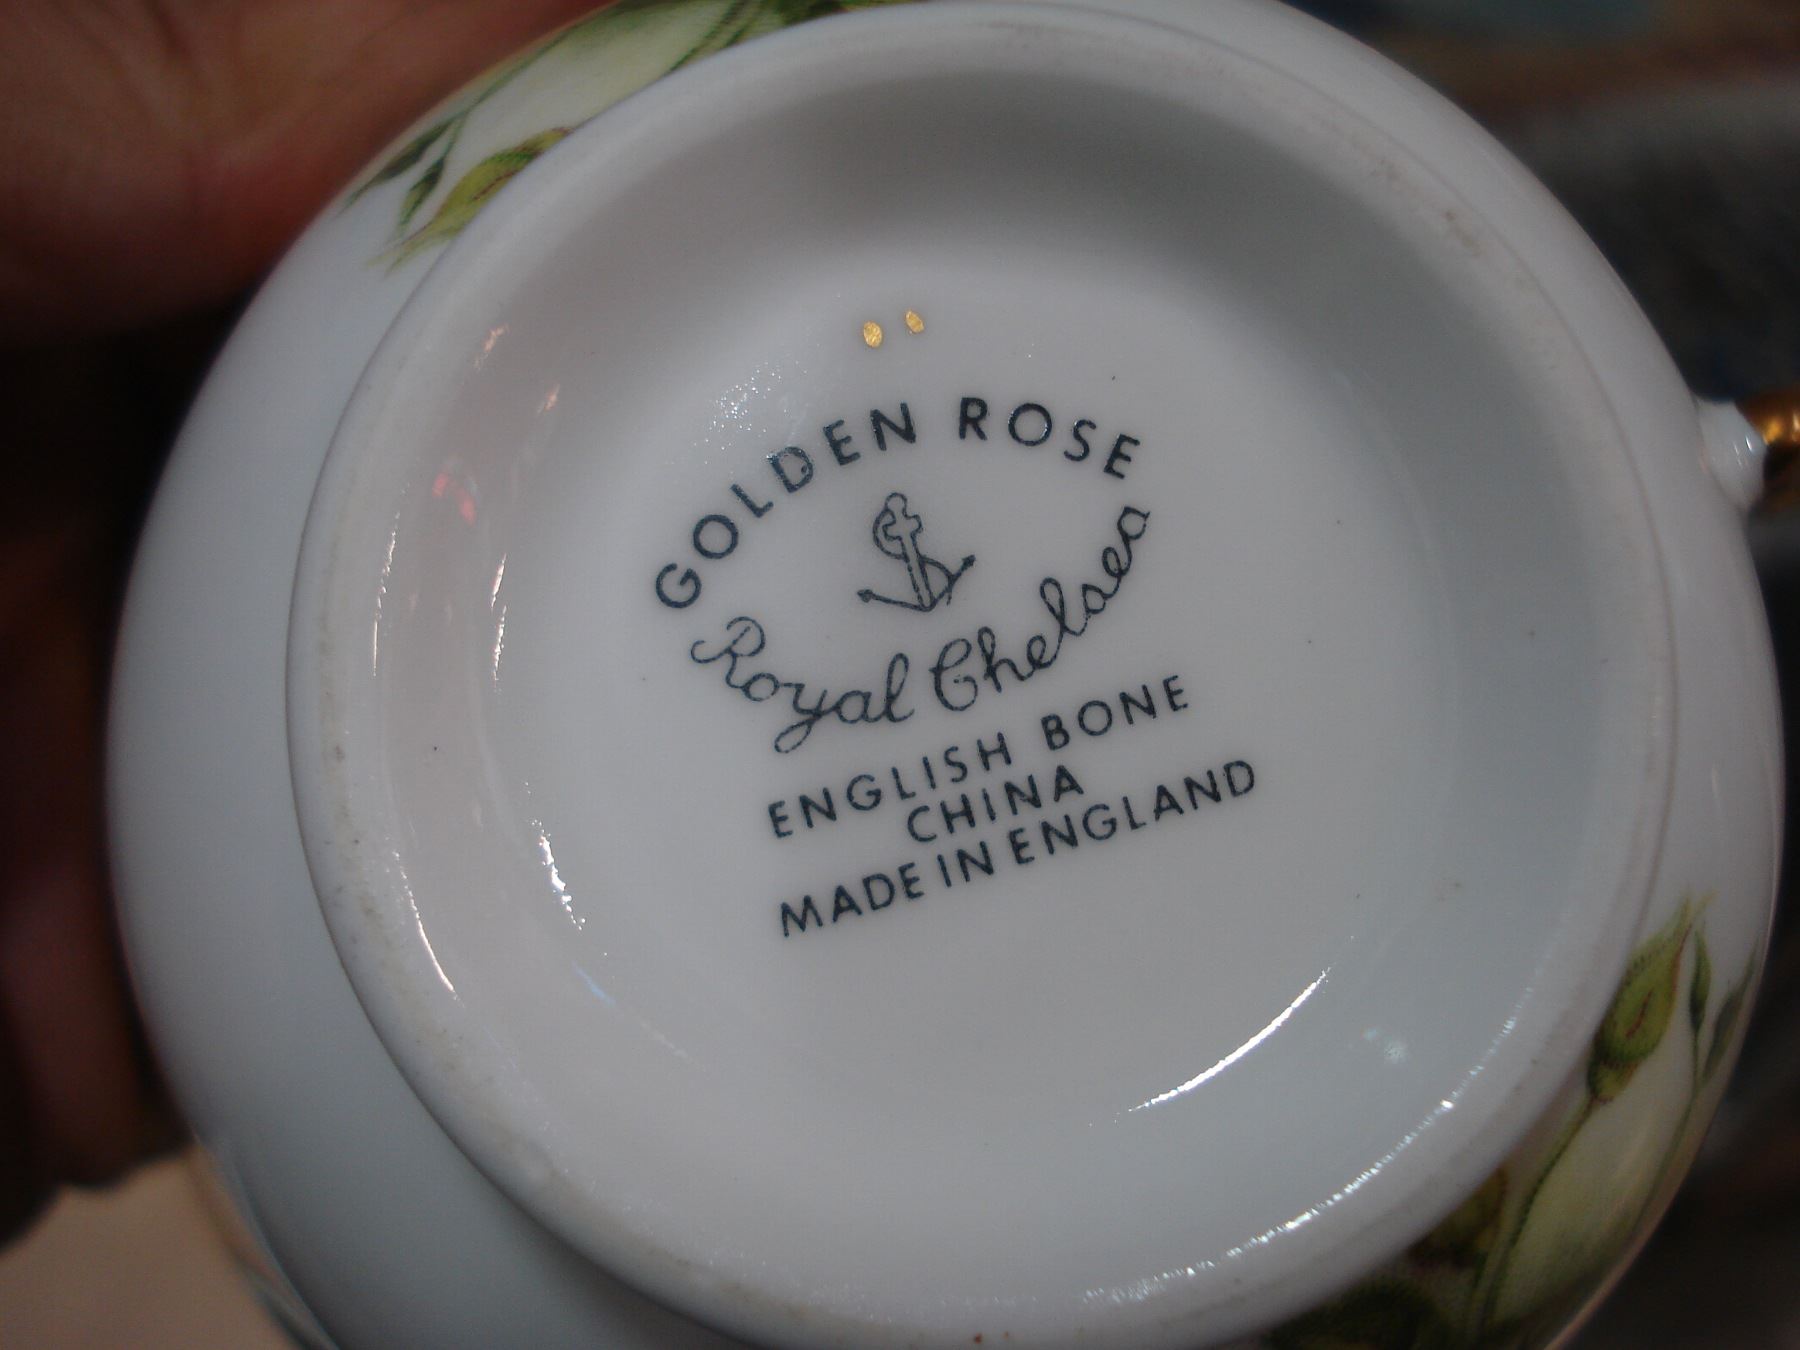 GOLDEN ROSE
Royal Chelsea
ENGLISH BONE
CHINA
MADE IN ENGLAND